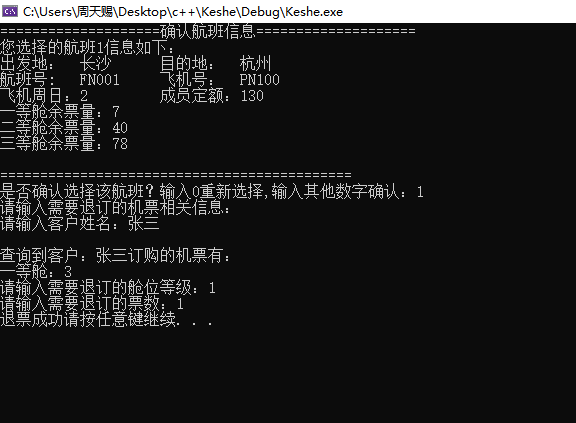 C:\Users\周天赐\Desktop\c++\Keshe\Debug\Keshe.exe
====================确认航班信息====================
您选择的航班1信息如下:
出发地: 长沙 目的地: 杭州
航班号: FN001 飞机号: PN100
飞机周日: 2 成员定额: 130
一等舱余票量: 7
二等舱余票量: 40
三等舱余票量: 78
============================================
是否确认选择该航班? 输入0重新选择,输入其他数字确认: 1
请输入需要退订的机票相关信息:
请输入客户姓名: 张三
查询到客户: 张三订购的机票有:
一等舱: 3
请输入需要退订的舱位等级: 1
请输入需要退订的票数: 1
退票成功请按任意键继续. . .